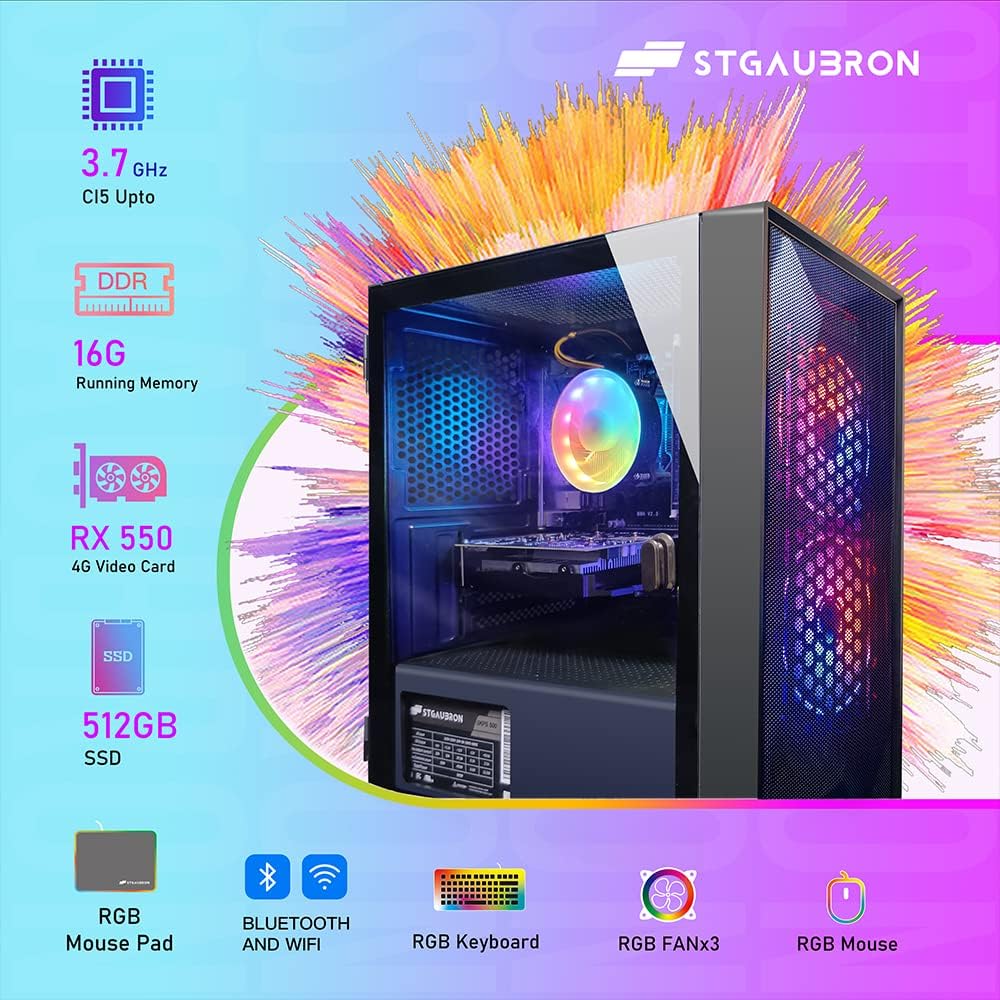 STGAUBRON
3.7 GHz
CI5 Upto
DDR
16G
Running Memory
RX 550
4G Video Card
SSD
512GB
SSD
STGAUBRON
STGAUBRON
RGB
Mouse Pad
BLUETOOTH
AND WIFI
RGB Keyboard
RGB FANx3
RGB Mouse